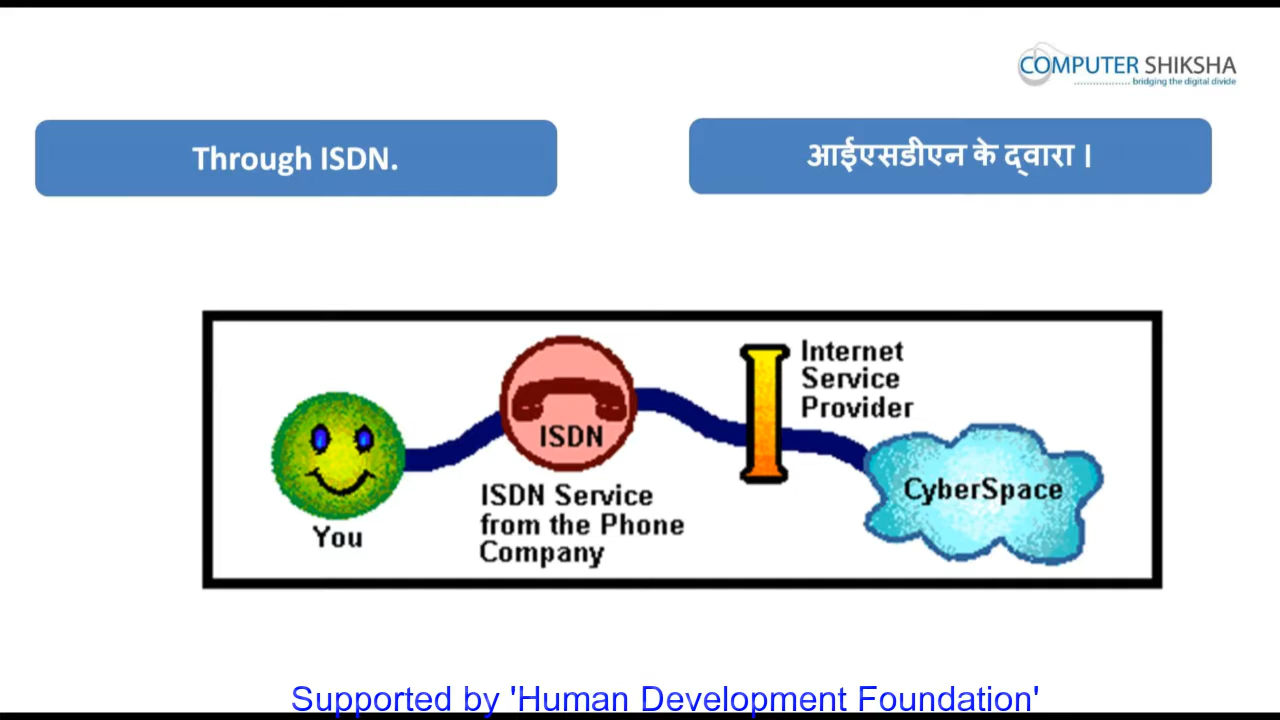 COMPUTER SHIKSHA
bridging the digital divide
Through ISDN.
आईएसडीएन के द्वारा ।
Internet
Service
Provider
ISDN
CyberSpace
ISDN Service
from the Phone
Company
You
Supported by 'Human Development Foundation'